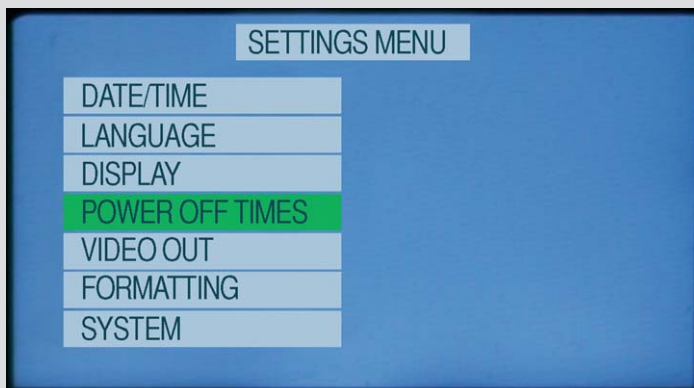 SETTINGS MENU
DATE/TIME
LANGUAGE
DISPLAY
POWER OFF TIMES
VIDEO OUT
FORMATTING
SYSTEM